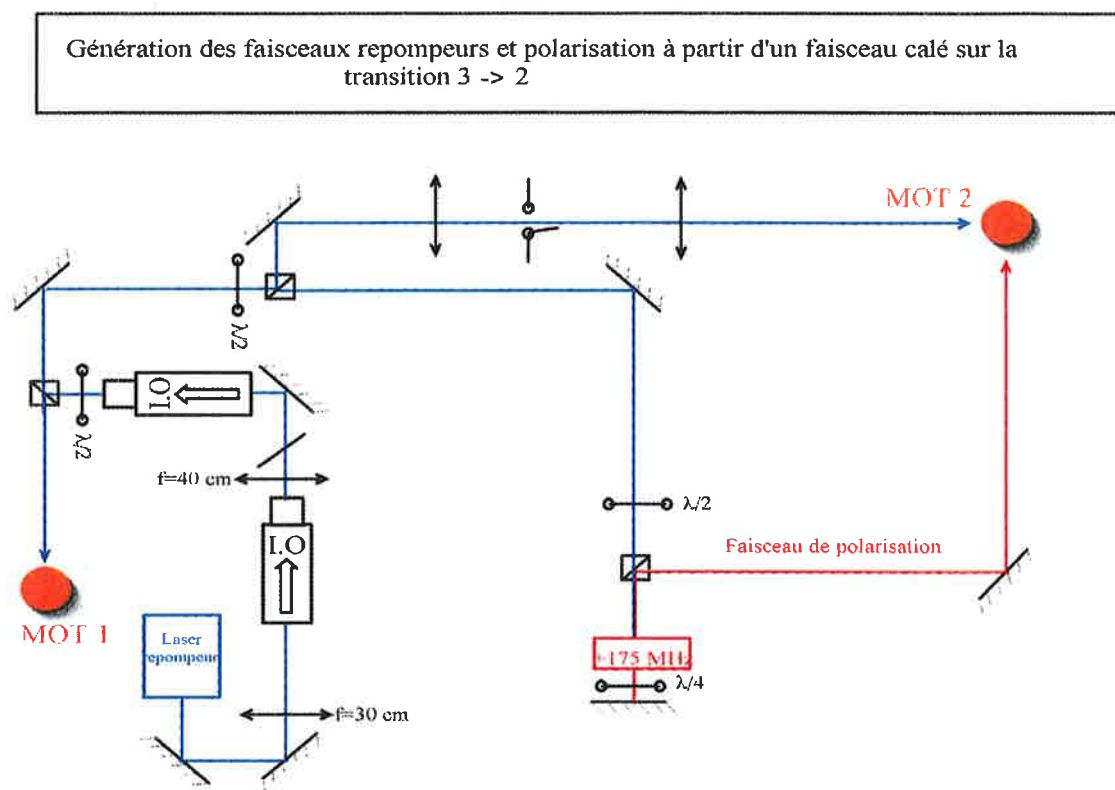 Génération des faisceaux repompeurs et polarisation à partir d'un faisceau calé sur la
transition 3 -> 2
MOT 2
λ/2
I.O
λ/2
f=40 cm
I.O
λ/2
Faisceau de polarisation
MOT 1
Laser
repompeur
+175 MHz
λ/4
f=30 cm